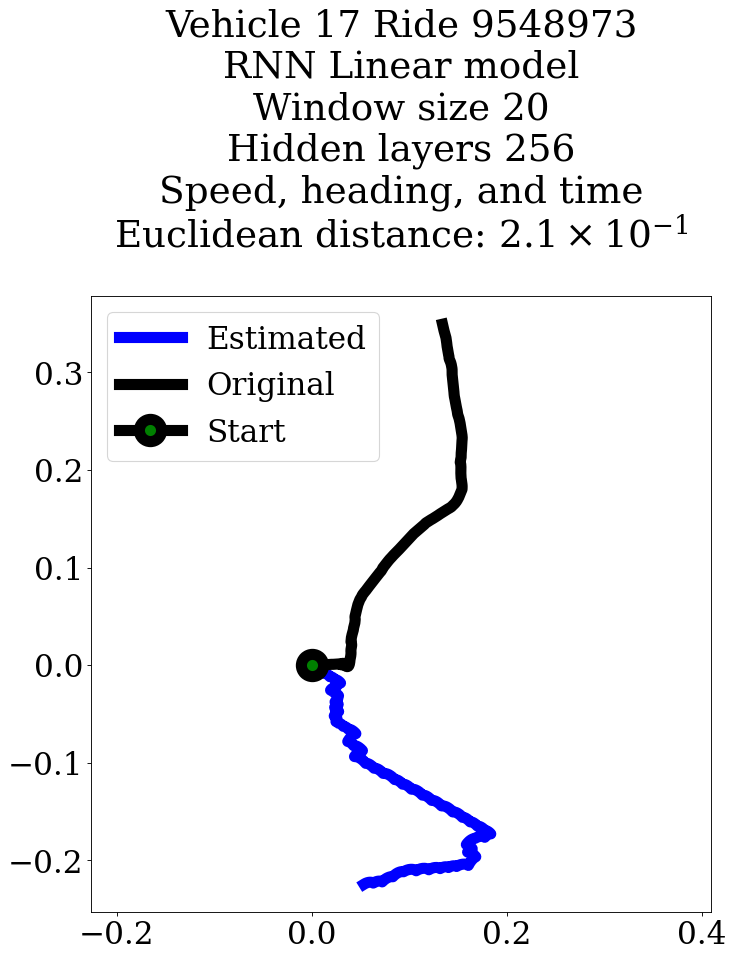 Vehicle 17 Ride 9548973
RNN Linear model
Window size 20
Hidden layers 256
Speed, heading, and time
Euclidean distance: 2.1 × 10⁻¹
Estimated
Original
Start
0.3
0.2
0.1
0.0
−0.1
−0.2
−0.2 0.0 0.2 0.4